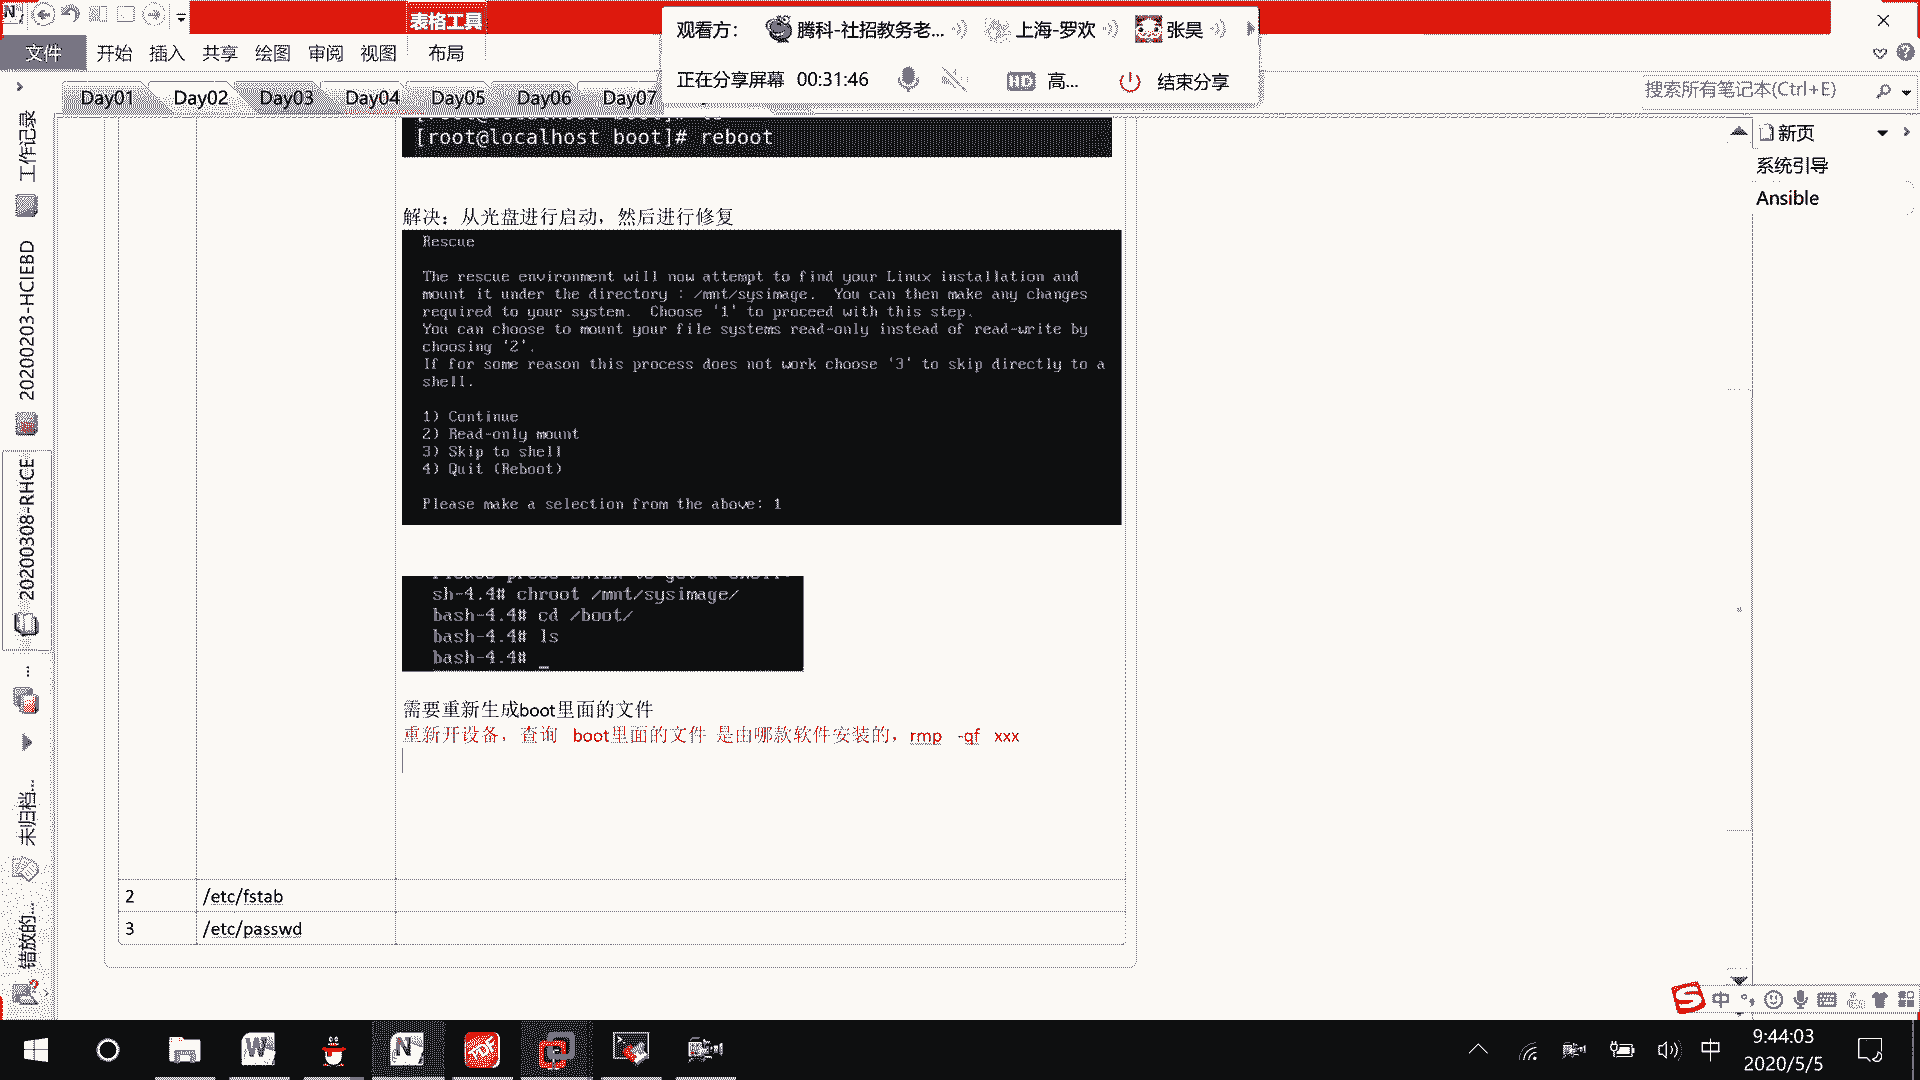 表格工具
文件 开始 插入 共享 绘图 审阅 视图 布局
观看方： 腾科-社招教务老... 上海-罗欢 张昊
正在分享屏幕 00:31:46 HD 高... 结束分享
Day01 Day02 Day03 Day04 Day05 Day06 Day07
搜索所有笔记本(Ctrl+E)
新页
系统引导
Ansible
工作记录
20200203-HCIEBD
20200308-RHCE
...
未归档...
错放的...
[root@localhost boot]# reboot
解决：从光盘进行启动，然后进行修复
Rescue
The rescue environment will now attempt to find your Linux installation and
mount it under the directory : /mnt/sysimage.  You can then make any changes
required to your system.  Choose '1' to proceed with this step.
You can choose to mount your file systems read-only instead of read-write by
choosing '2'.
If for some reason this process does not work choose '3' to skip directly to a
shell.
1) Continue
2) Read-only mount
3) Skip to shell
4) Quit (Reboot)
Please make a selection from the above: 1
sh-4.4# chroot /mnt/sysimage/
bash-4.4# cd /boot/
bash-4.4# ls
bash-4.4# _
需要重新生成boot里面的文件
重新开设备，查询 boot里面的文件 是由哪款软件安装的，rmp -qf xxx
2 /etc/fstab
3 /etc/passwd
中
中 9:44:03
2020/5/5